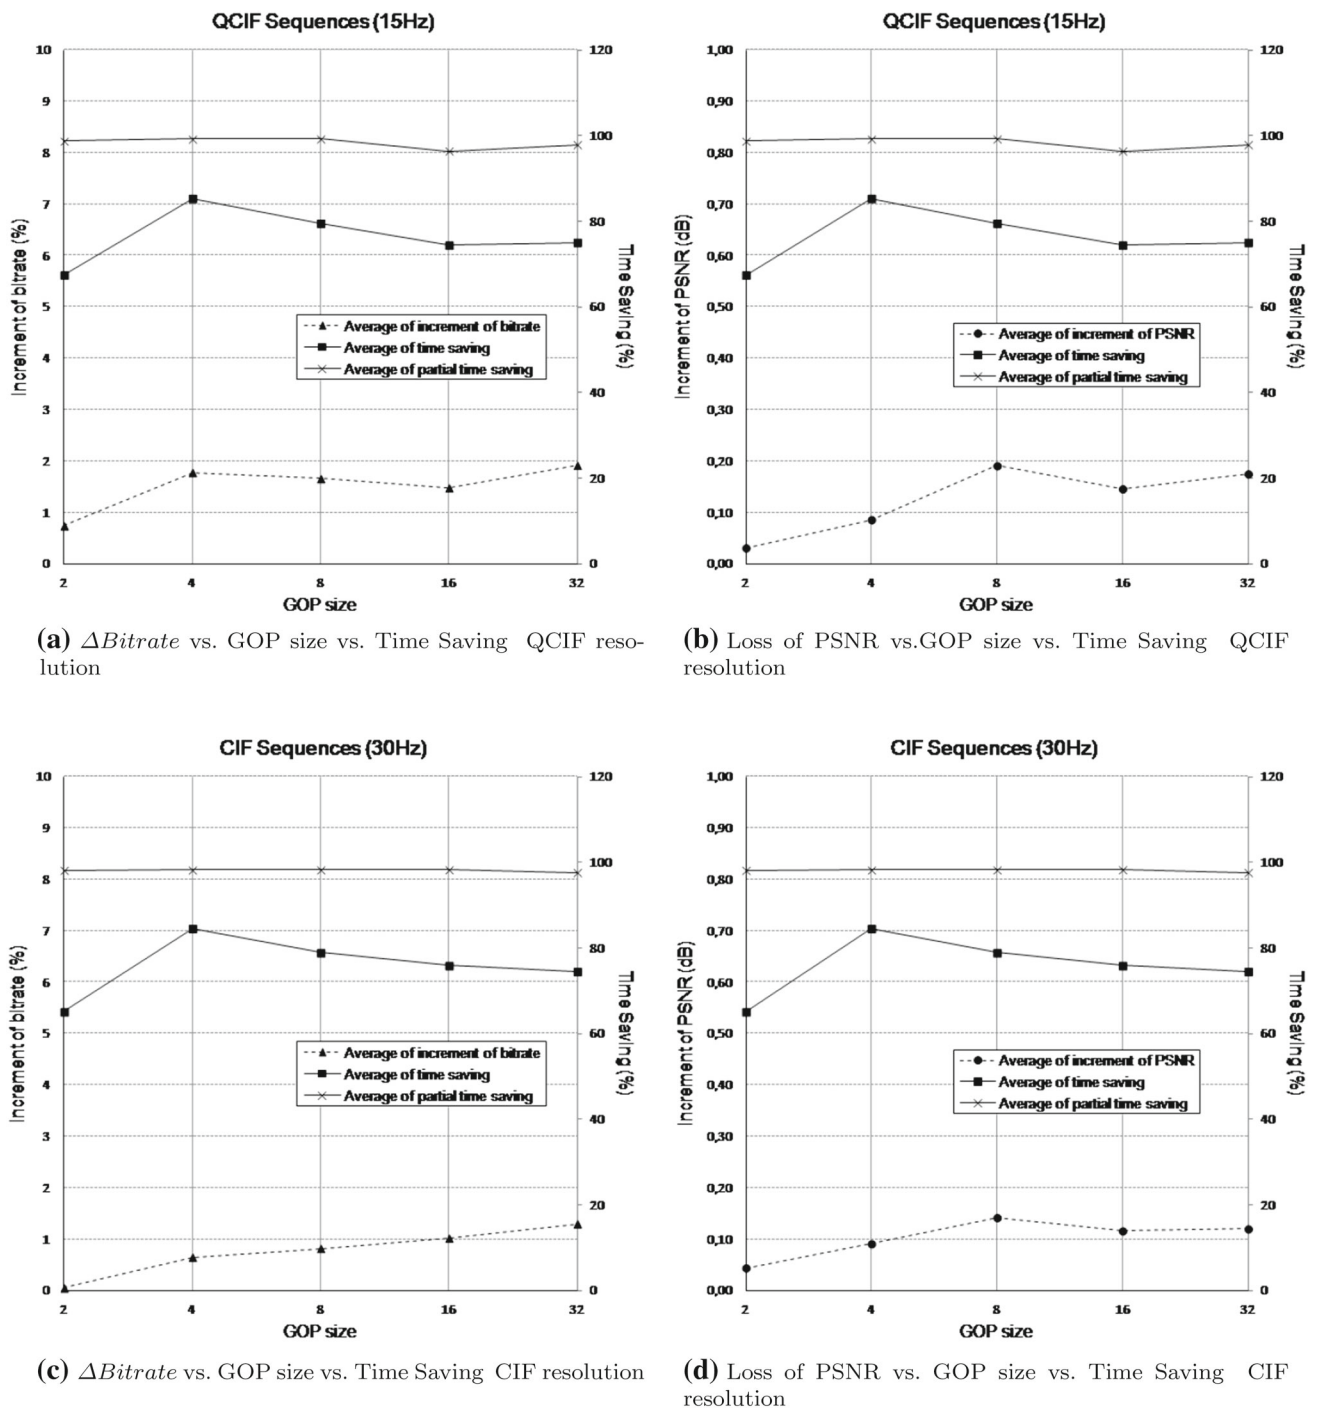 QCIF Sequences (15Hz)
10
9
8
7
6
5
4
3
2
1
0
120
100
80
60
40
20
0
2 4 8 16 32
Increment of bitrate (%)
Time Saving (%)
GOP size
Average of increment of bitrate
Average of time saving
Average of partial time saving
(a) ΔBitrate vs. GOP size vs. Time Saving QCIF reso-
lution
QCIF Sequences (15Hz)
1,00
0,90
0,80
0,70
0,60
0,50
0,40
0,30
0,20
0,10
0,00
120
100
80
60
40
20
0
2 4 8 16 32
Increment of PSNR (dB)
Time Saving (%)
GOP size
Average of increment of PSNR
Average of time saving
Average of partial time saving
(b) Loss of PSNR vs.GOP size vs. Time Saving QCIF
resolution
CIF Sequences (30Hz)
10
9
8
7
6
5
4
3
2
1
0
120
100
80
60
40
20
0
2 4 8 16 32
Increment of bitrate (%)
Time Saving (%)
GOP size
Average of increment of bitrate
Average of time saving
Average of partial time saving
(c) ΔBitrate vs. GOP size vs. Time Saving CIF resolution
CIF Sequences (30Hz)
1,00
0,90
0,80
0,70
0,60
0,50
0,40
0,30
0,20
0,10
0,00
120
100
80
60
40
20
0
2 4 8 16 32
Increment of PSNR (dB)
Time Saving (%)
GOP size
Average of increment of PSNR
Average of time saving
Average of partial time saving
(d) Loss of PSNR vs. GOP size vs. Time Saving CIF
resolution